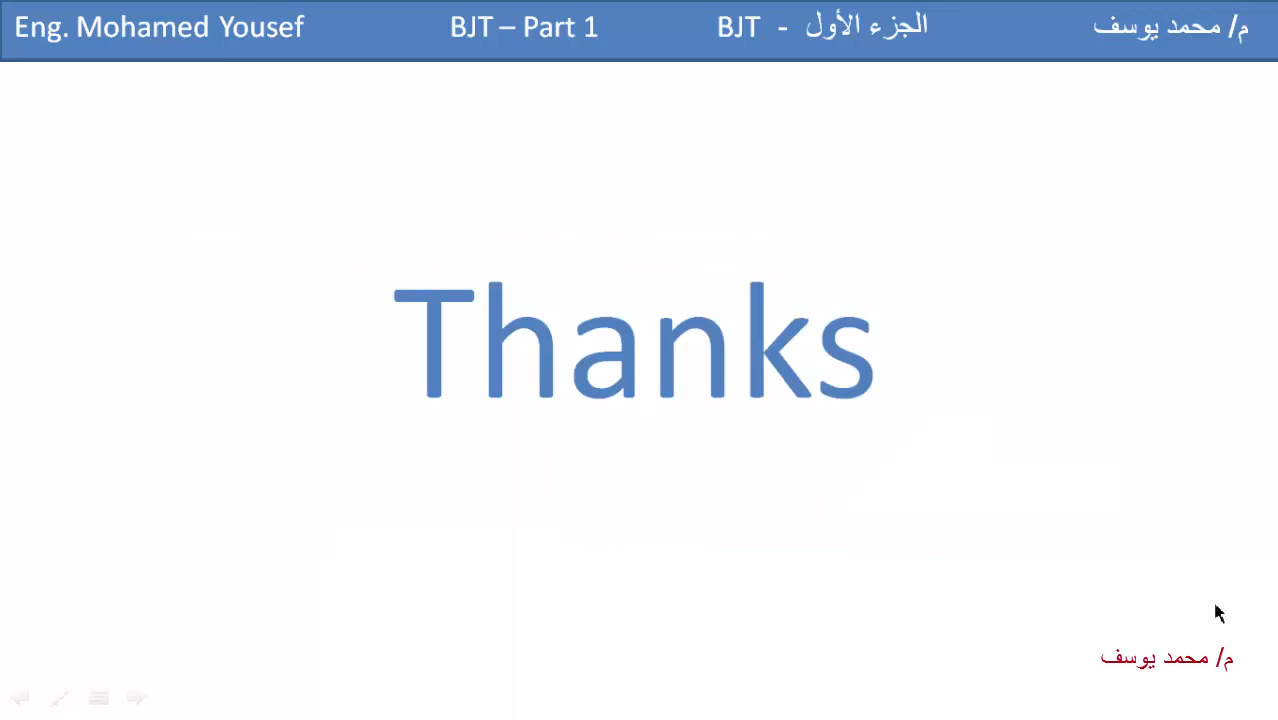 Eng. Mohamed Yousef BJT – Part 1 BJT - الجزء الأول م/ محمد يوسف
Thanks
م/ محمد يوسف